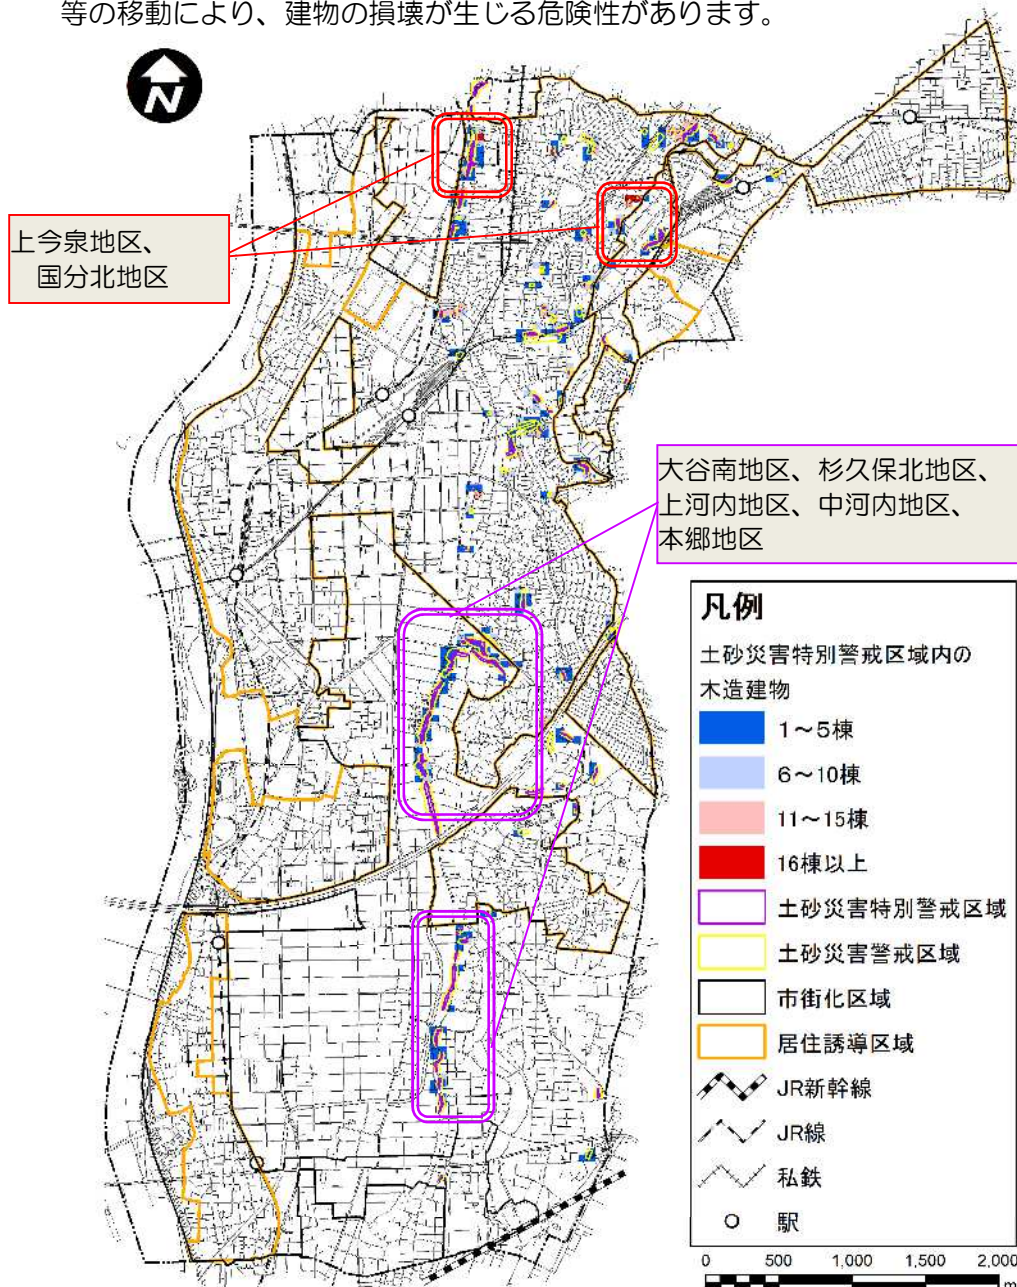 等の移動により、建物の損壊が生じる危険性があります。
N
上今泉地区、
国分北地区
大谷南地区、杉久保北地区、
上河内地区、中河内地区、
本郷地区
凡例
土砂災害特別警戒区域内の
木造建物
1～5棟
6～10棟
11～15棟
16棟以上
土砂災害特別警戒区域
土砂災害警戒区域
市街化区域
居住誘導区域
JR新幹線
JR線
私鉄
駅
0 500 1,000 1,500 2,000
m